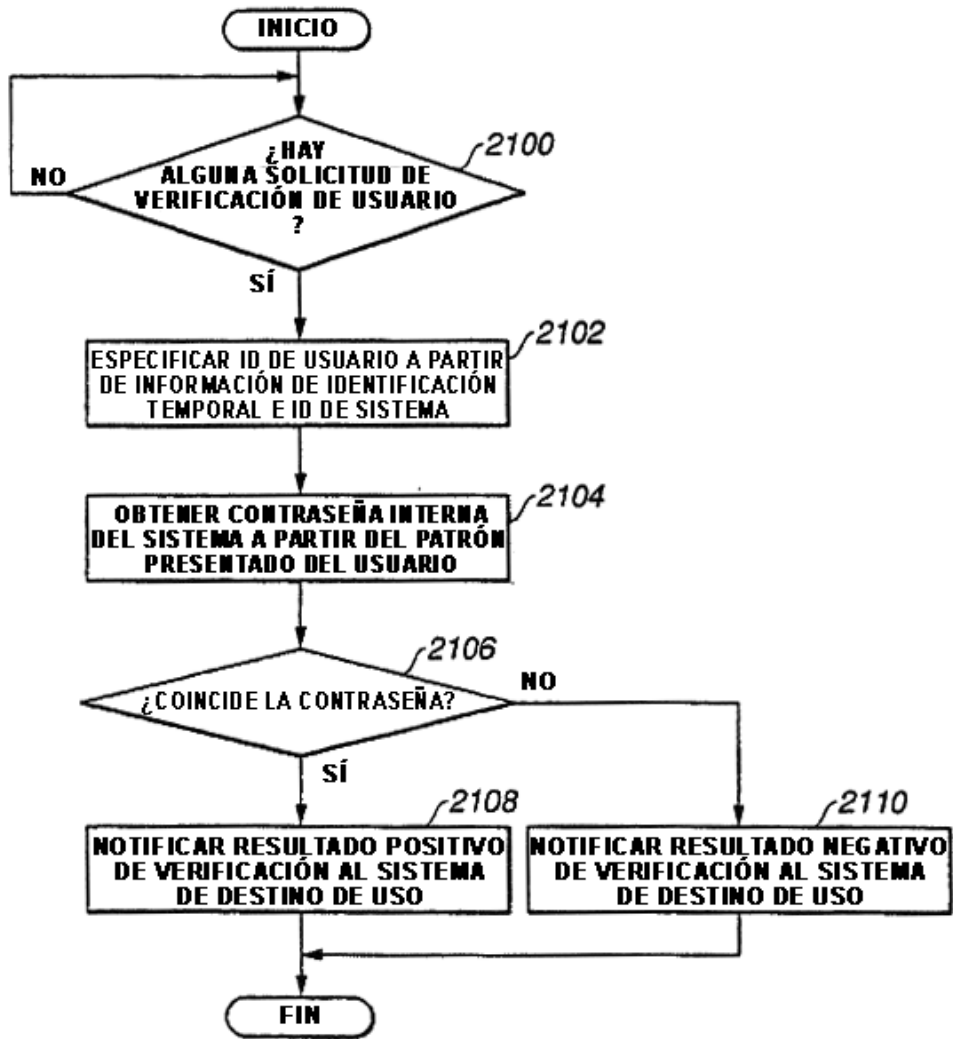 INICIO
2100
¿HAY
ALGUNA SOLICITUD DE
VERIFICACIÓN DE USUARIO
?
NO
SÍ
2102
ESPECIFICAR ID DE USUARIO A PARTIR
DE INFORMACIÓN DE IDENTIFICACIÓN
TEMPORAL E ID DE SISTEMA
2104
OBTENER CONTRASEÑA INTERNA
DEL SISTEMA A PARTIR DEL PATRÓN
PRESENTADO DEL USUARIO
2106
¿COINCIDE LA CONTRASEÑA?
NO
SÍ
2108
NOTIFICAR RESULTADO POSITIVO
DE VERIFICACIÓN AL SISTEMA
DE DESTINO DE USO
2110
NOTIFICAR RESULTADO NEGATIVO
DE VERIFICACIÓN AL SISTEMA
DE DESTINO DE USO
FIN